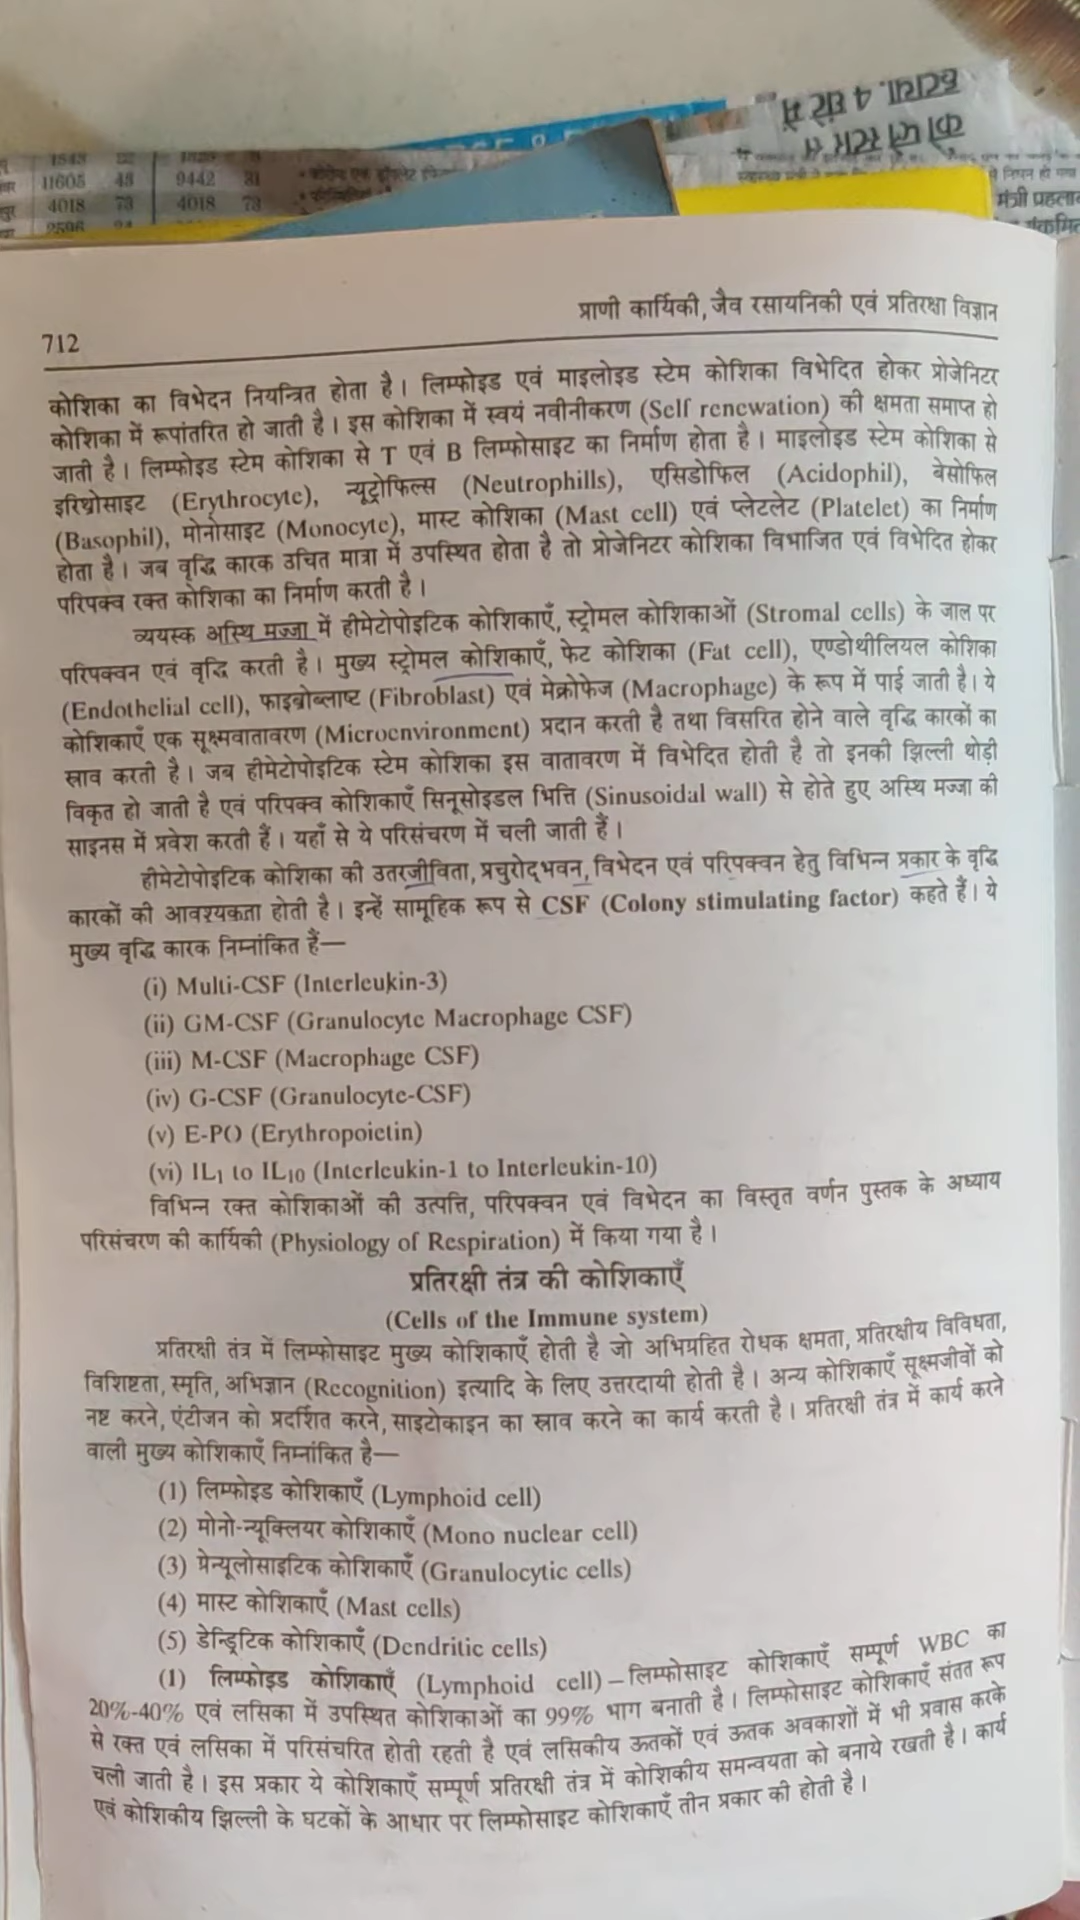 हटाया. 4 घंटे में
को प्लास्टर न
11605 43 9442 31
4018 73 4018 73
मंत्री प्रहलाद
712
प्राणी कार्यिकी, जैव रसायनिकी एवं प्रतिरक्षा विज्ञान
कोशिका का विभेदन नियन्त्रित होता है। लिम्फोइड एवं माइलोइड स्टेम कोशिका विभेदित होकर प्रोजेनिटर
कोशिका में रूपांतरित हो जाती है। इस कोशिका में स्वयं नवीनीकरण (Self renewation) की क्षमता समाप्त हो
जाती है। लिम्फोइड स्टेम कोशिका से T एवं B लिम्फोसाइट का निर्माण होता है। माइलोइड स्टेम कोशिका से
इरिथ्रोसाइट (Erythrocyte), न्यूट्रोफिल्स (Neutrophills), एसिडोफिल (Acidophil), बेसोफिल
(Basophil), मोनोसाइट (Monocyte), मास्ट कोशिका (Mast cell) एवं प्लेटलेट (Platelet) का निर्माण
होता है। जब वृद्धि कारक उचित मात्रा में उपस्थित होता है तो प्रोजेनिटर कोशिका विभाजित एवं विभेदित होकर
परिपक्व रक्त कोशिका का निर्माण करती है।
व्ययस्क अस्थि मज्जा में हीमेटोपोइटिक कोशिकाएँ, स्ट्रोमल कोशिकाओं (Stromal cells) के जाल पर
परिपक्वन एवं वृद्धि करती है। मुख्य स्ट्रोमल कोशिकाएँ, फेट कोशिका (Fat cell), एण्डोथीलियल कोशिका
(Endothelial cell), फाइब्रोब्लाष्ट (Fibroblast) एवं मेक्रोफेज (Macrophage) के रूप में पाई जाती है। ये
कोशिकाएँ एक सूक्ष्मवातावरण (Microenvironment) प्रदान करती है तथा विसरित होने वाले वृद्धि कारकों का
स्राव करती है। जब हीमेटोपोइटिक स्टेम कोशिका इस वातावरण में विभेदित होती है तो इनकी झिल्ली थोड़ी
विकृत हो जाती है एवं परिपक्व कोशिकाएँ सिनूसोइडल भित्ति (Sinusoidal wall) से होते हुए अस्थि मज्जा की
साइनस में प्रवेश करती हैं। यहाँ से ये परिसंचरण में चली जाती हैं।
हीमेटोपोइटिक कोशिका की उतरजीविता, प्रचुरोद्भवन, विभेदन एवं परिपक्वन हेतु विभिन्न प्रकार के वृद्धि
कारकों की आवश्यकता होती है। इन्हें सामूहिक रूप से CSF (Colony stimulating factor) कहते हैं। ये
मुख्य वृद्धि कारक निम्नांकित हैं—
(i) Multi-CSF (Interleukin-3)
(ii) GM-CSF (Granulocyte Macrophage CSF)
(iii) M-CSF (Macrophage CSF)
(iv) G-CSF (Granulocyte-CSF)
(v) E-PO (Erythropoietin)
(vi) IL₁ to IL₁₀ (Interleukin-1 to Interleukin-10)
विभिन्न रक्त कोशिकाओं की उत्पत्ति, परिपक्वन एवं विभेदन का विस्तृत वर्णन पुस्तक के अध्याय
परिसंचरण की कार्यिकी (Physiology of Respiration) में किया गया है।
प्रतिरक्षी तंत्र की कोशिकाएँ
(Cells of the Immune system)
प्रतिरक्षी तंत्र में लिम्फोसाइट मुख्य कोशिकाएँ होती है जो अभिग्रहित रोधक क्षमता, प्रतिरक्षीय विविधता,
विशिष्टता, स्मृति, अभिज्ञान (Recognition) इत्यादि के लिए उत्तरदायी होती है। अन्य कोशिकाएँ सूक्ष्मजीवों को
नष्ट करने, एंटीजन को प्रदर्शित करने, साइटोकाइन का स्राव करने का कार्य करती है। प्रतिरक्षी तंत्र में कार्य करने
वाली मुख्य कोशिकाएँ निम्नांकित है—
(1) लिम्फोइड कोशिकाएँ (Lymphoid cell)
(2) मोनो-न्यूक्लियर कोशिकाएँ (Mono nuclear cell)
(3) ग्रेन्यूलोसाइटिक कोशिकाएँ (Granulocytic cells)
(4) मास्ट कोशिकाएँ (Mast cells)
(5) डेन्ड्रिटिक कोशिकाएँ (Dendritic cells)
(1) लिम्फोइड कोशिकाएँ (Lymphoid cell) – लिम्फोसाइट कोशिकाएँ सम्पूर्ण WBC का
20%-40% एवं लसिका में उपस्थित कोशिकाओं का 99% भाग बनाती है। लिम्फोसाइट कोशिकाएँ संतत रूप
से रक्त एवं लसिका में परिसंचरित होती रहती है एवं लसिकीय ऊतकों एवं ऊतक अवकाशों में भी प्रवास करके
चली जाती है। इस प्रकार ये कोशिकाएँ सम्पूर्ण प्रतिरक्षी तंत्र में कोशिकीय समन्वयता को बनाये रखती है। कार्य
एवं कोशिकीय झिल्ली के घटकों के आधार पर लिम्फोसाइट कोशिकाएँ तीन प्रकार की होती है।